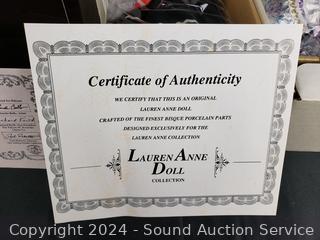 Certificate of Authenticity
WE CERTIFY THAT THIS IS AN ORIGINAL
LAUREN ANNE DOLL
CRAFTED OF THE FINEST BISQUE PORCELAIN PARTS
DESIGNED EXCLUSIVELY FOR THE
LAUREN ANNE COLLECTION
LAUREN ANNE
DOLL
COLLECTION
Copyright 2024 - Sound Auction Service